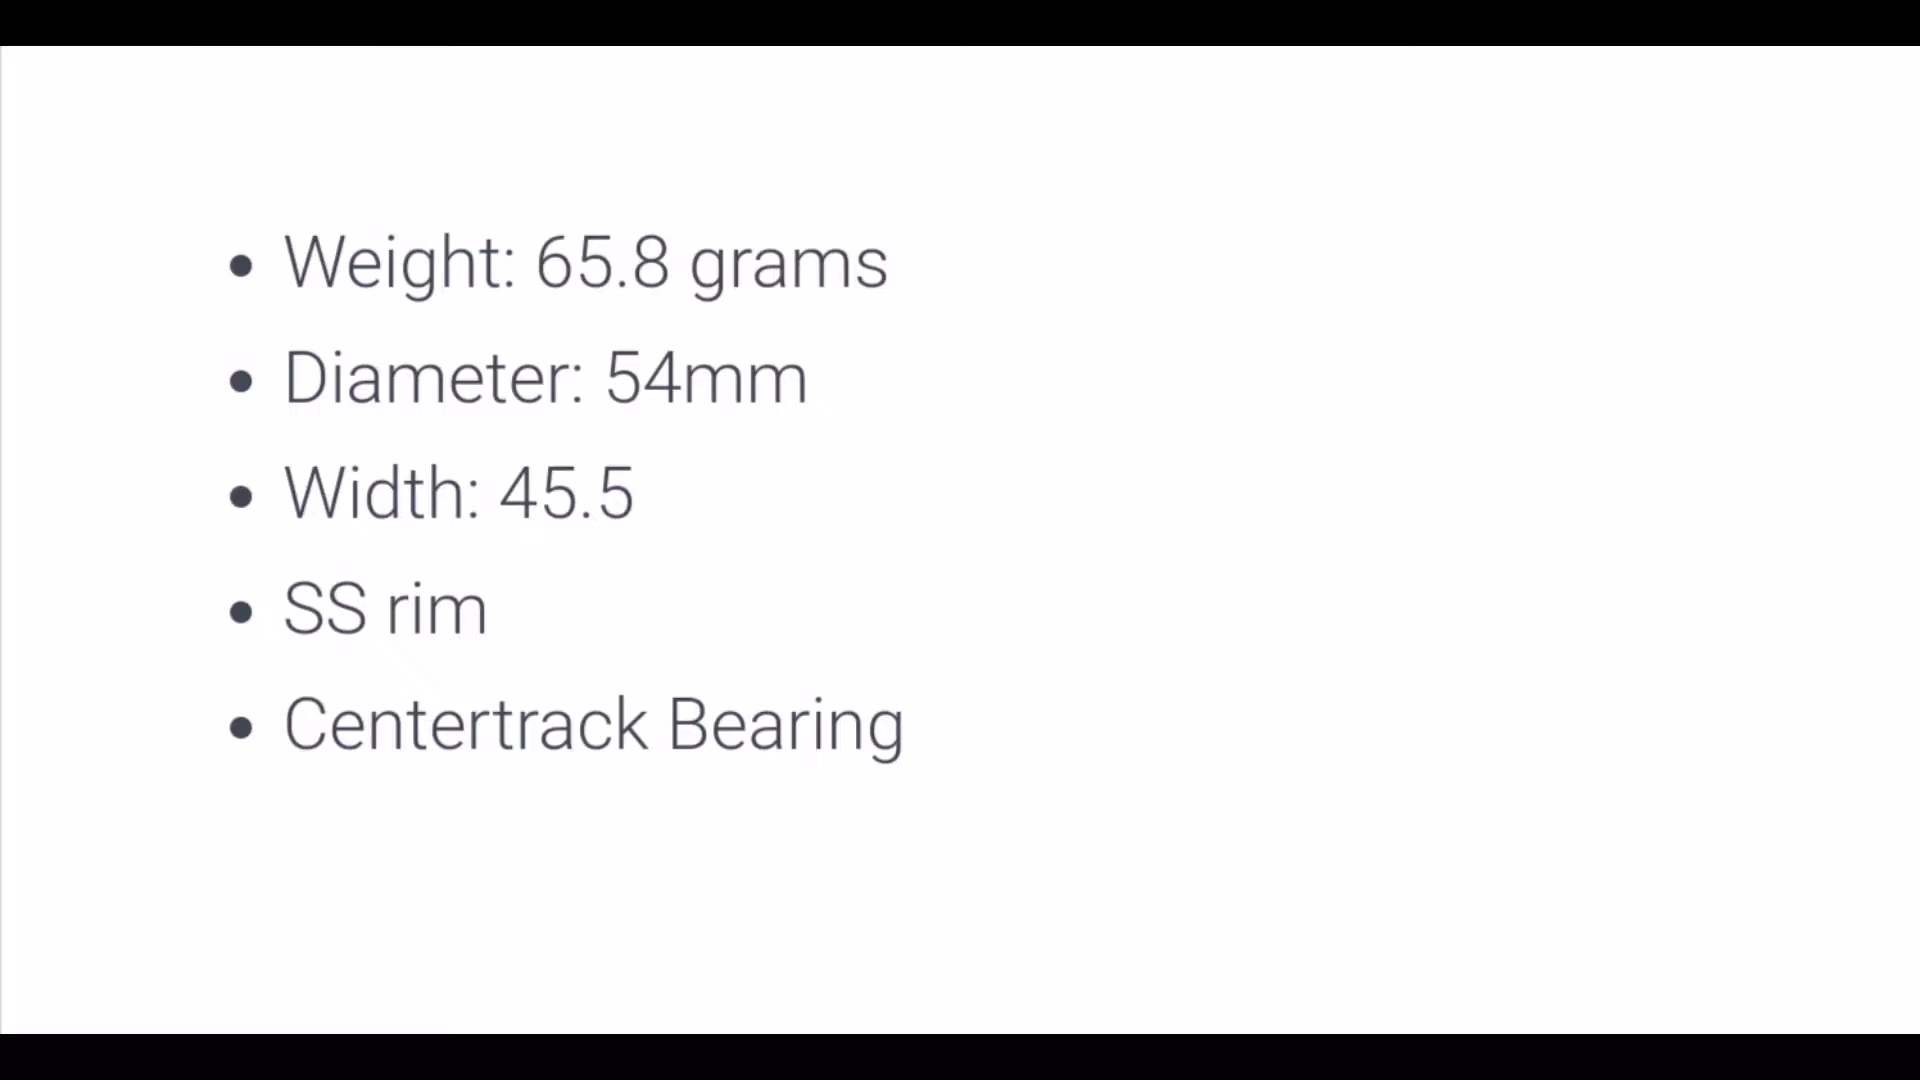 • Weight: 65.8 grams
• Diameter: 54mm
• Width: 45.5
• SS rim
• Centertrack Bearing